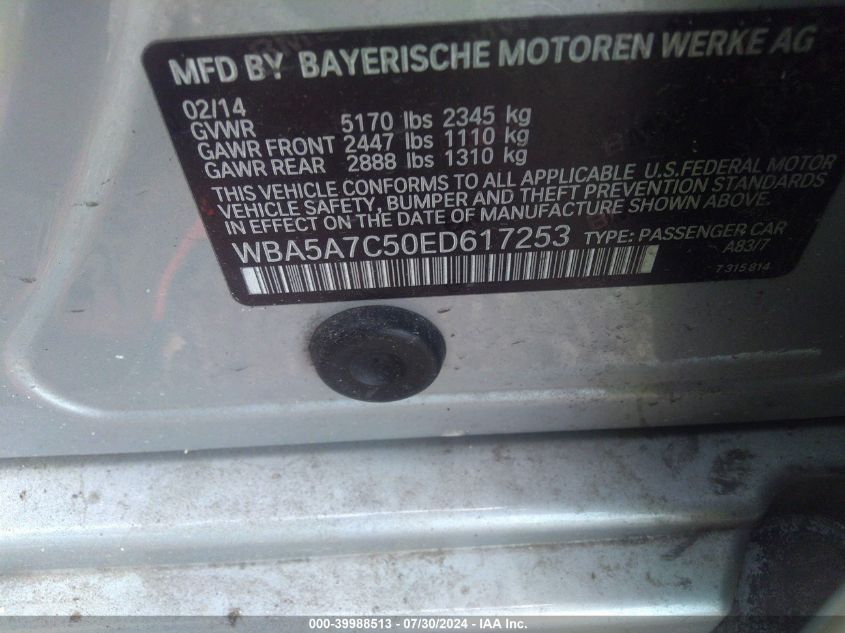 MFD BY BAYERISCHE MOTOREN WERKE AG
02/14
GVWR 5170 lbs 2345 kg
GAWR FRONT 2447 lbs 1110 kg
GAWR REAR 2888 lbs 1310 kg
THIS VEHICLE CONFORMS TO ALL APPLICABLE U.S.FEDERAL MOTOR
VEHICLE SAFETY, BUMPER AND THEFT PREVENTION STANDARDS
IN EFFECT ON THE DATE OF MANUFACTURE SHOWN ABOVE.
WBA5A7C50ED617253 TYPE: PASSENGER CAR
A83/7
7 315 814
000-39988513 / 07/30/2024 - IAA Inc.